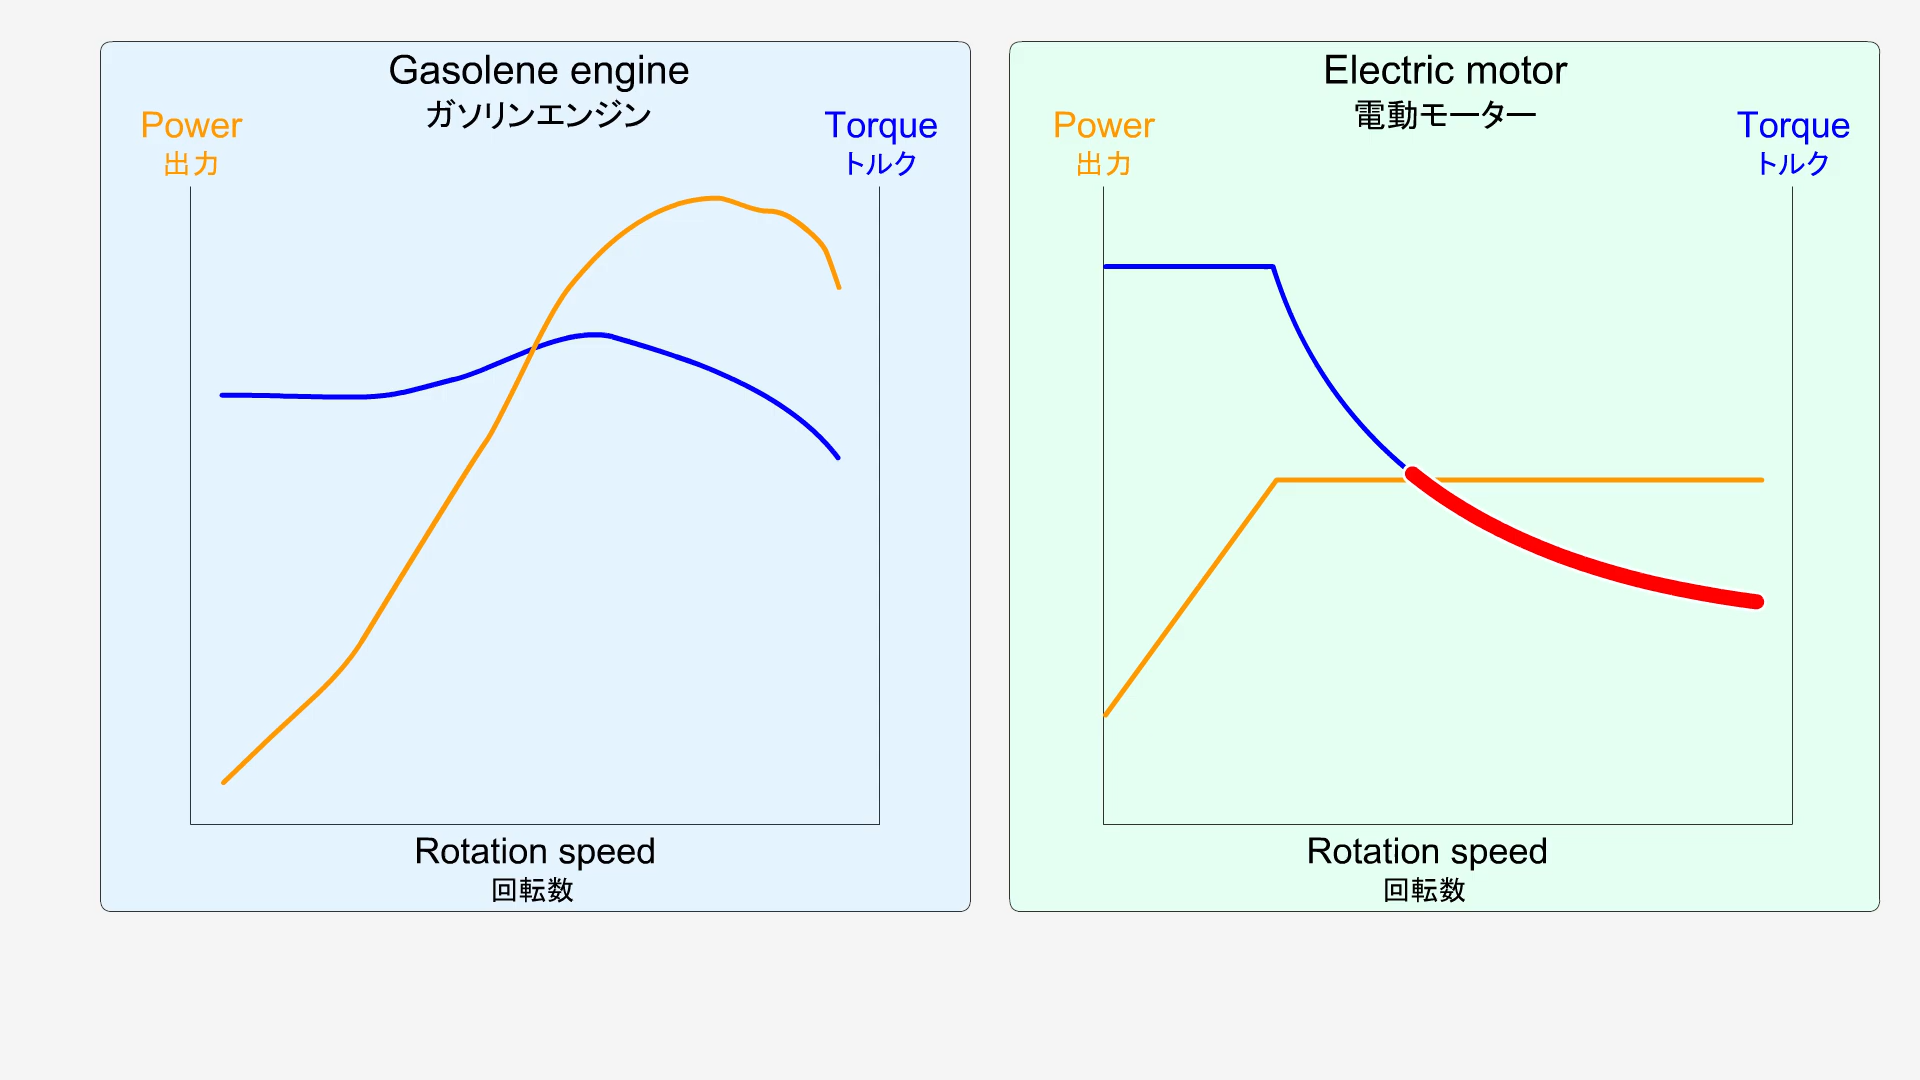 Gasolene engine
ガソリンエンジン
Power
出力
Torque
トルク
Rotation speed
回転数
Electric motor
電動モーター
Power
出力
Torque
トルク
Rotation speed
回転数